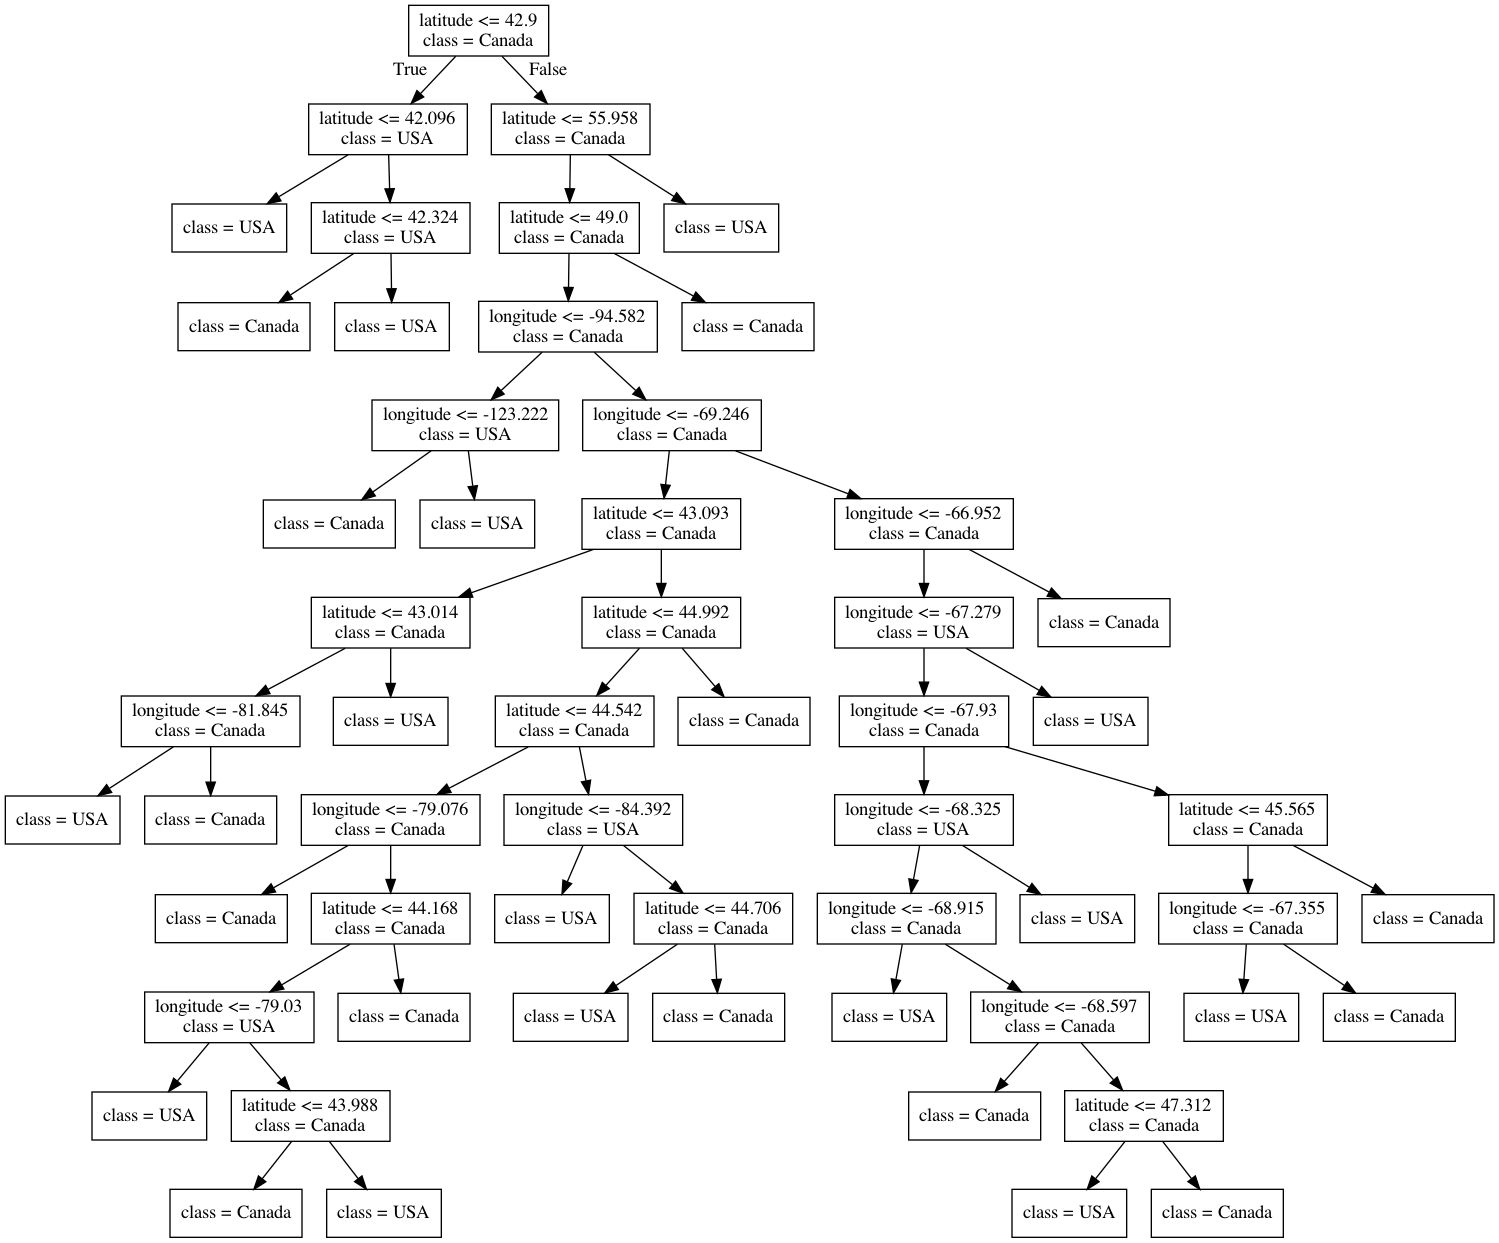 latitude <= 42.9
class = Canada
True
False
latitude <= 42.096
class = USA
latitude <= 55.958
class = Canada
class = USA
latitude <= 42.324
class = USA
latitude <= 49.0
class = Canada
class = USA
class = Canada
class = USA
longitude <= -94.582
class = Canada
class = Canada
longitude <= -123.222
class = USA
longitude <= -69.246
class = Canada
class = Canada
class = USA
latitude <= 43.093
class = Canada
longitude <= -66.952
class = Canada
latitude <= 43.014
class = Canada
latitude <= 44.992
class = Canada
longitude <= -67.279
class = USA
class = Canada
longitude <= -81.845
class = Canada
class = USA
latitude <= 44.542
class = Canada
class = Canada
longitude <= -67.93
class = Canada
class = USA
class = USA
class = Canada
longitude <= -79.076
class = Canada
longitude <= -84.392
class = USA
longitude <= -68.325
class = USA
latitude <= 45.565
class = Canada
class = Canada
latitude <= 44.168
class = Canada
class = USA
latitude <= 44.706
class = Canada
longitude <= -68.915
class = Canada
class = USA
longitude <= -67.355
class = Canada
class = Canada
longitude <= -79.03
class = USA
class = Canada
class = USA
class = Canada
class = USA
longitude <= -68.597
class = Canada
class = USA
class = Canada
class = USA
latitude <= 43.988
class = Canada
class = Canada
latitude <= 47.312
class = Canada
class = Canada
class = USA
class = USA
class = Canada